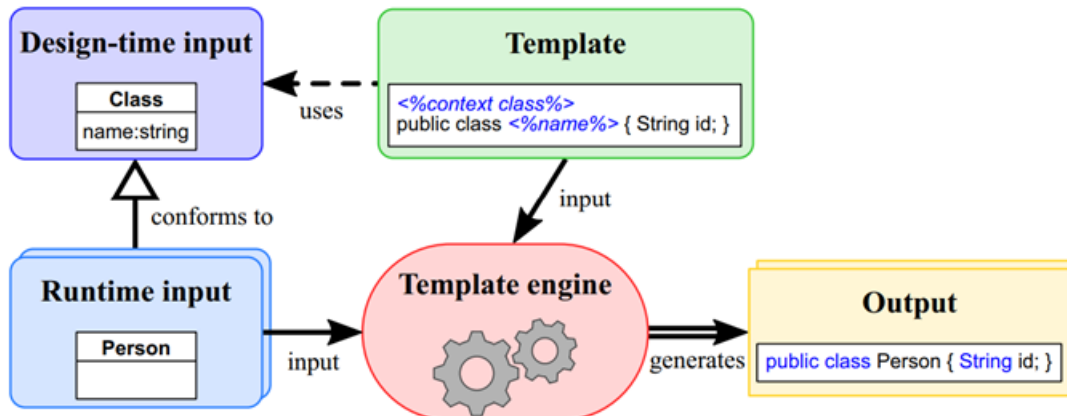 Design-time input
Class
name:string
uses
Template
<%context class%>
public class <%name%> { String id; }
conforms to
input
Runtime input
Person
input
Template engine
generates
Output
public class Person { String id; }